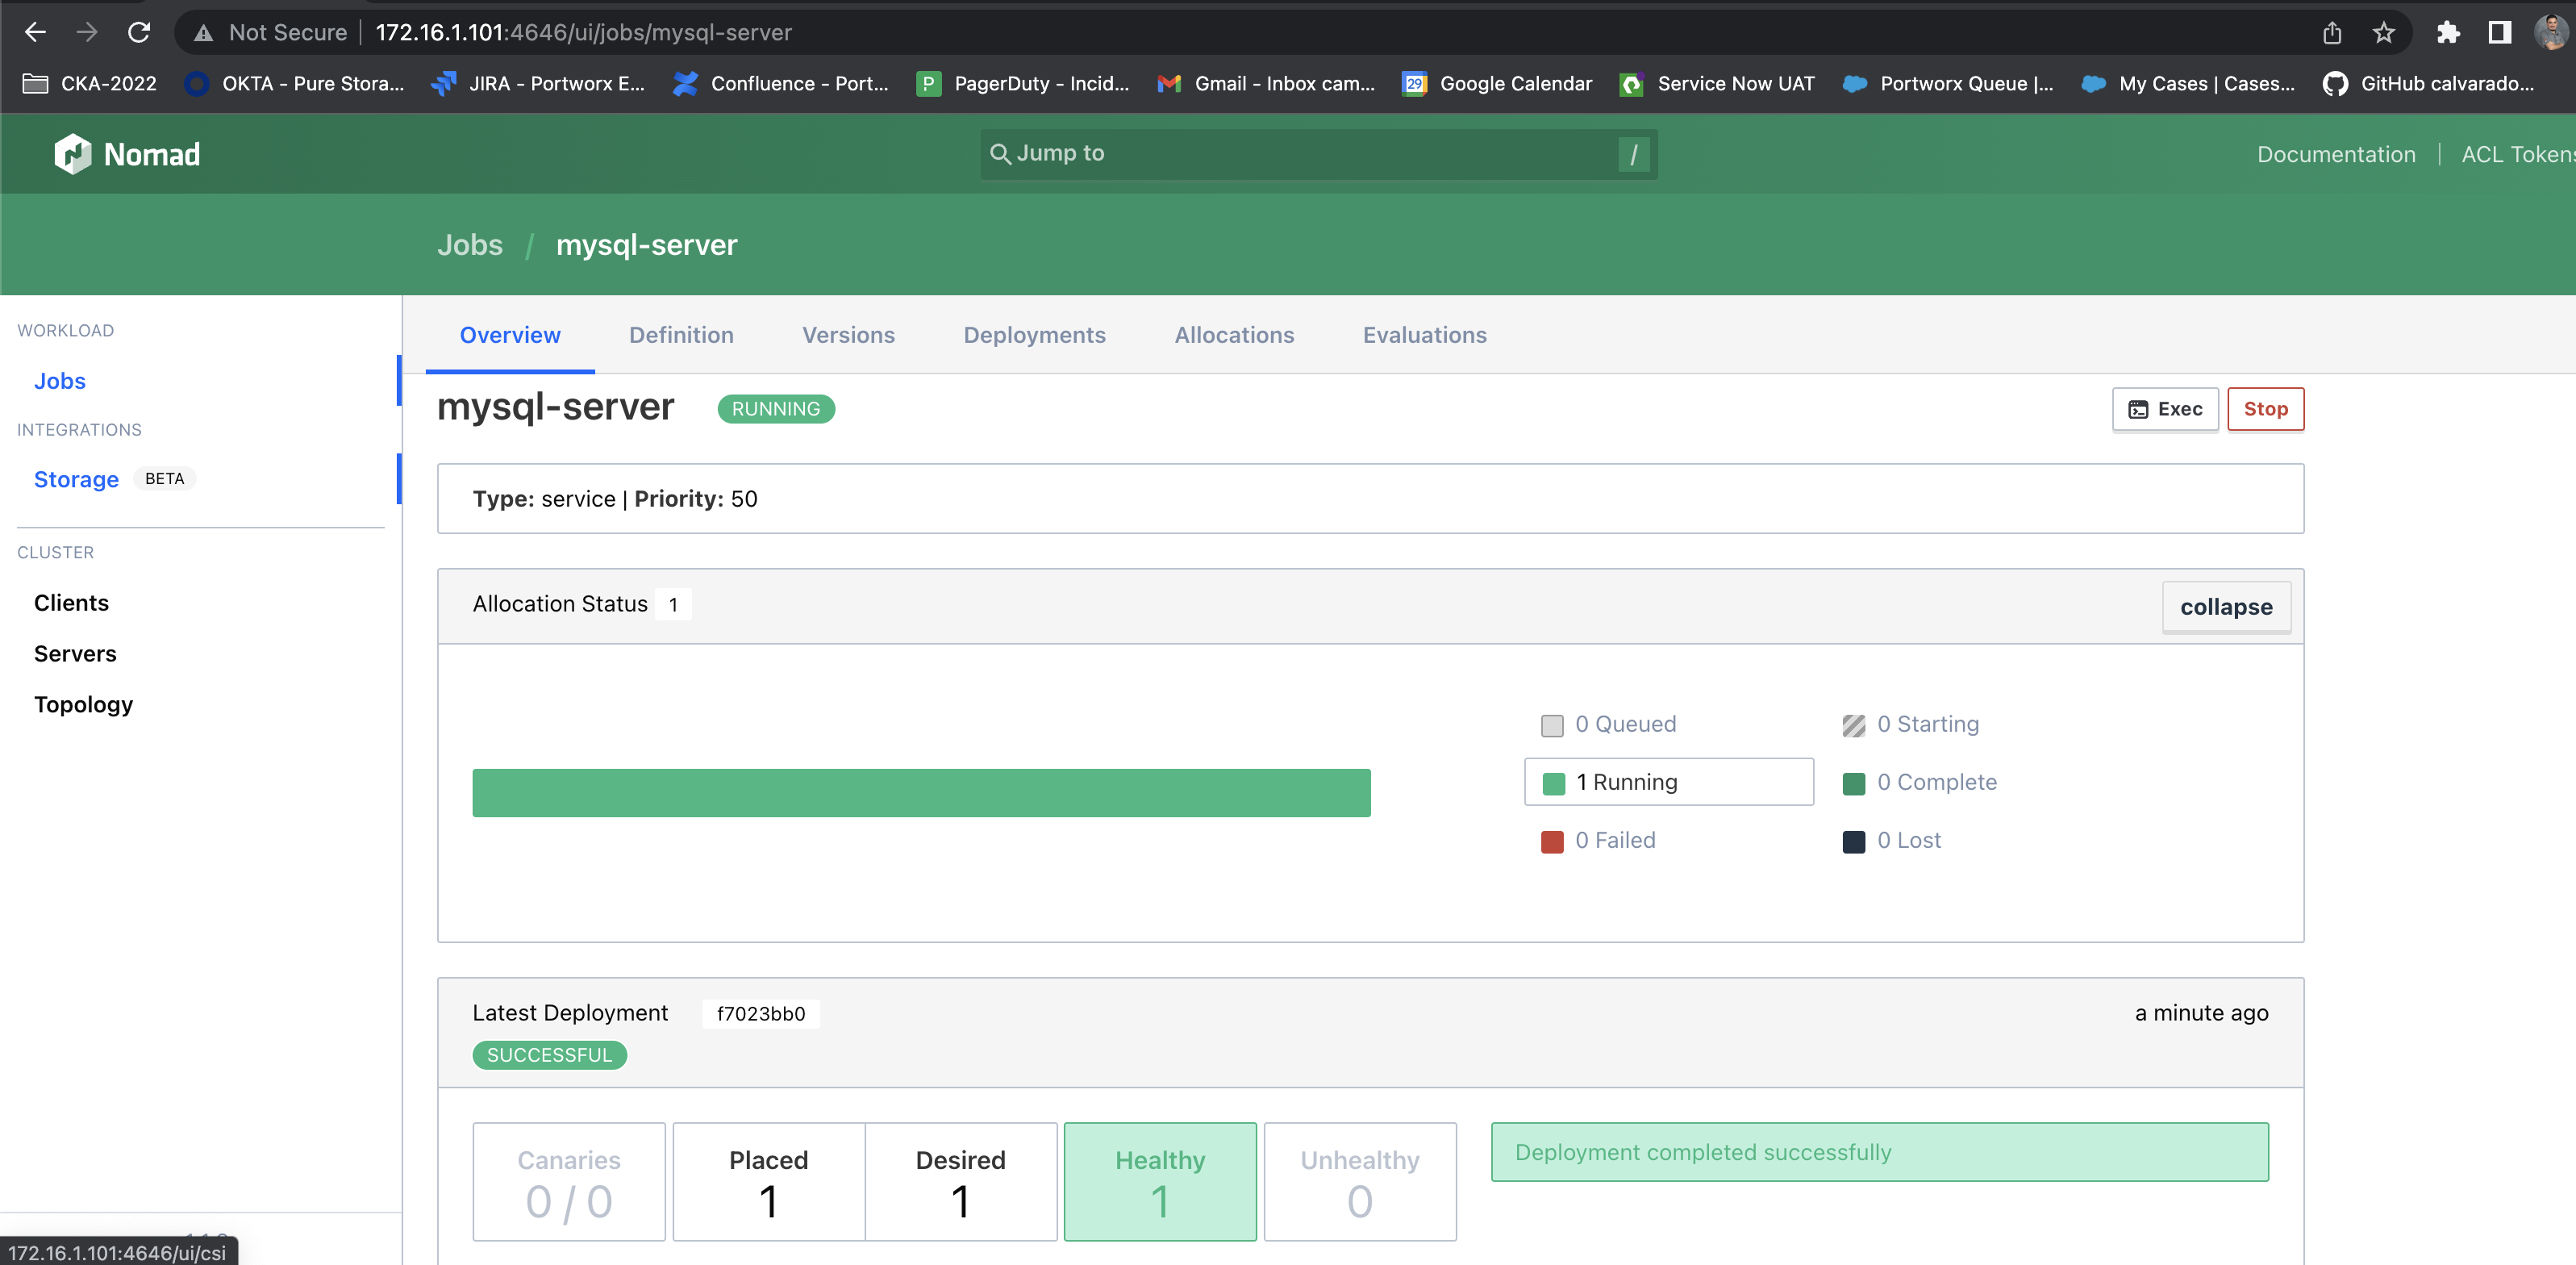 Not Secure 172.16.1.101:4646/ui/jobs/mysql-server
CKA-2022 OKTA - Pure Stora... JIRA - Portworx E... Confluence - Port... P PagerDuty - Incid... Gmail - Inbox cam... 29 Google Calendar Service Now UAT Portworx Queue |... My Cases | Cases... GitHub calvarado...
Nomad Jump to / Documentation ACL Tokens
Jobs / mysql-server
WORKLOAD
Jobs
INTEGRATIONS
Storage BETA
CLUSTER
Clients
Servers
Topology
Overview Definition Versions Deployments Allocations Evaluations
mysql-server RUNNING Exec Stop
Type: service | Priority: 50
Allocation Status 1 collapse
0 Queued 0 Starting
1 Running 0 Complete
0 Failed 0 Lost
Latest Deployment f7023bb0 a minute ago
SUCCESSFUL
Canaries Placed Desired Healthy Unhealthy
0 / 0 1 1 1 0
Deployment completed successfully
172.16.1.101:4646/ui/csi